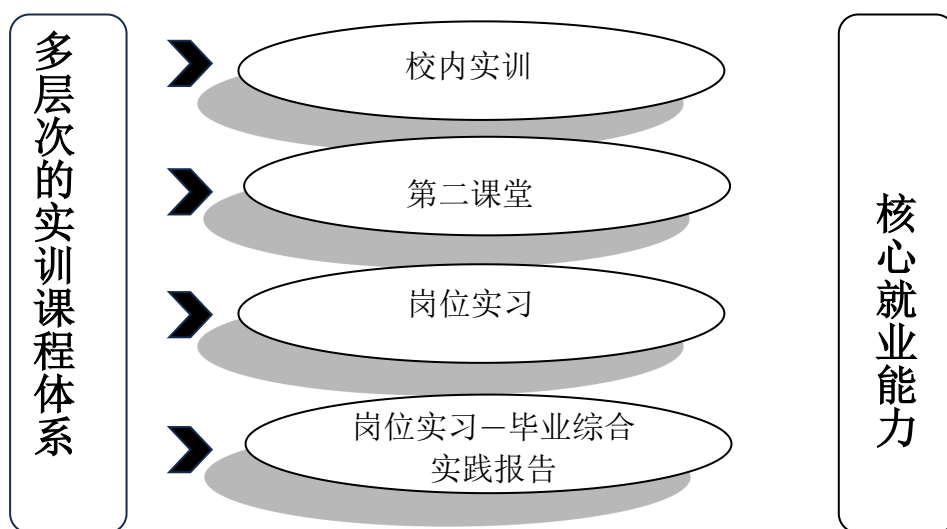 多层次的实训课程体系
校内实训
第二课堂
岗位实习
岗位实习－毕业综合
实践报告
核心就业能力